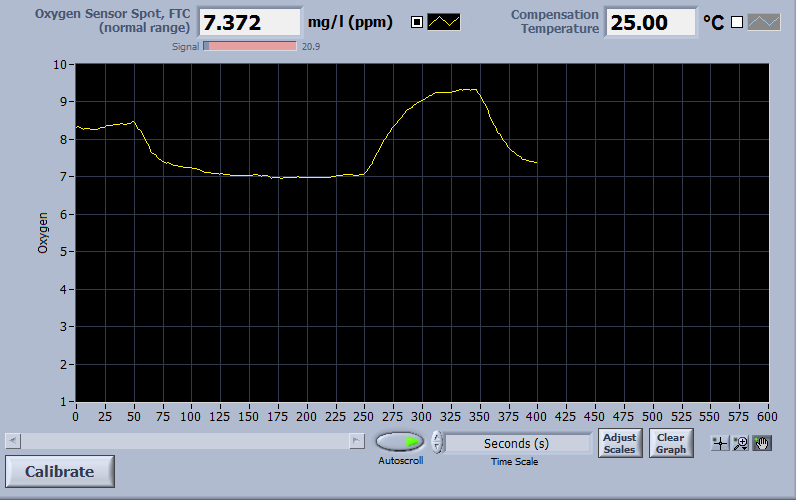 Oxygen Sensor Spot, FTC
(normal range)
7.372
mg/l (ppm)
Compensation
Temperature
25.00
°C
Signal
20.9
10
9
8
7
6
5
4
3
2
1
Oxygen
0 25 50 75 100 125 150 175 200 225 250 275 300 325 350 375 400 425 450 475 500 525 550 575 600
Autoscroll
Seconds (s)
Time Scale
Adjust
Scales
Clear
Graph
Calibrate